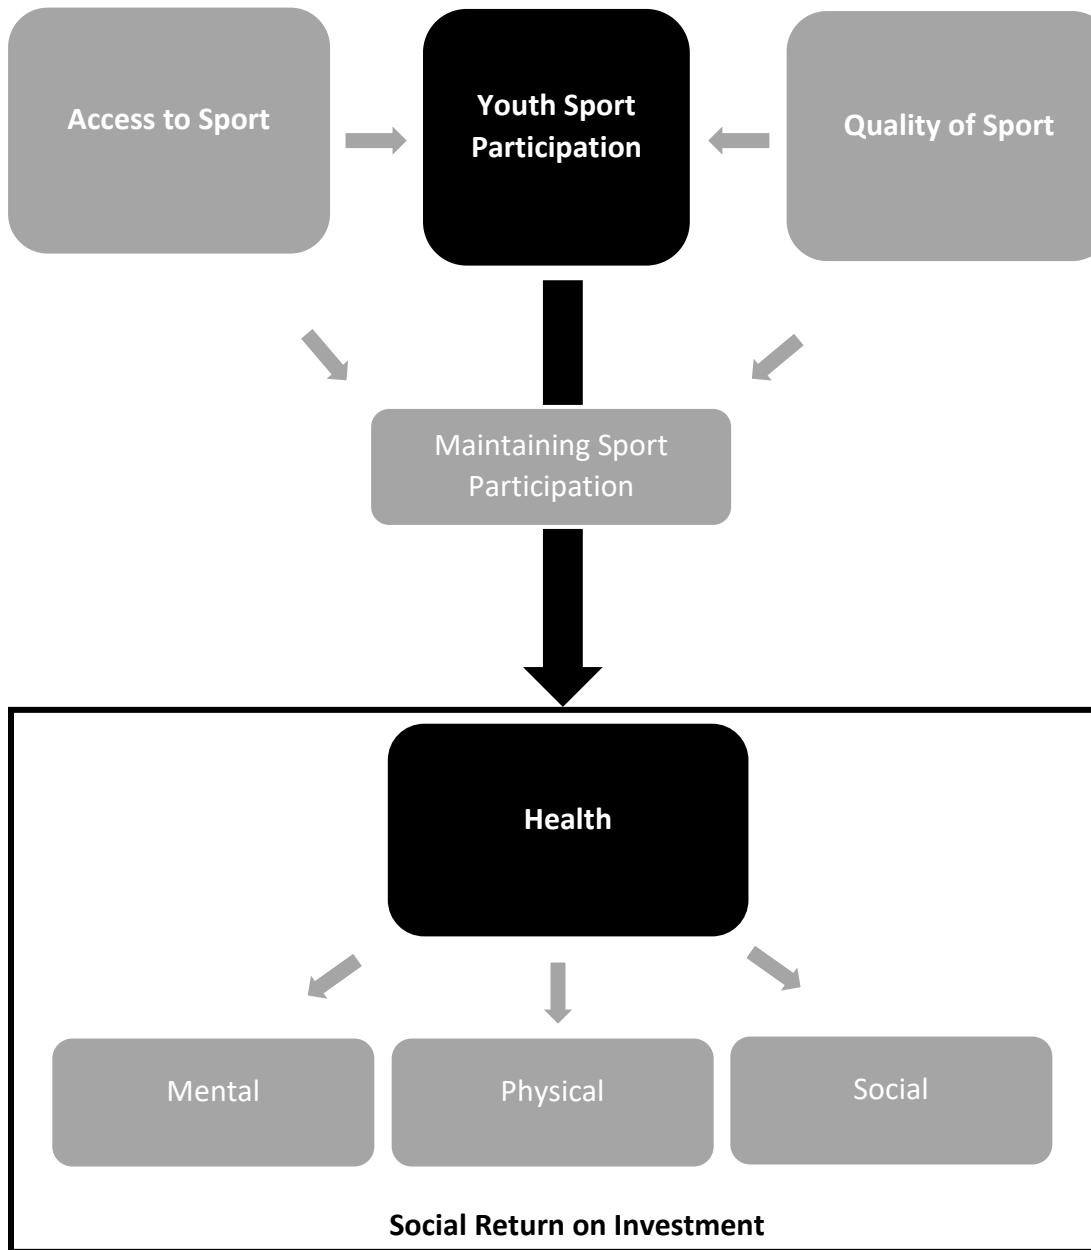 Access to Sport
Youth Sport
Participation
Quality of Sport
Maintaining Sport
Participation
Health
Mental
Physical
Social
Social Return on Investment